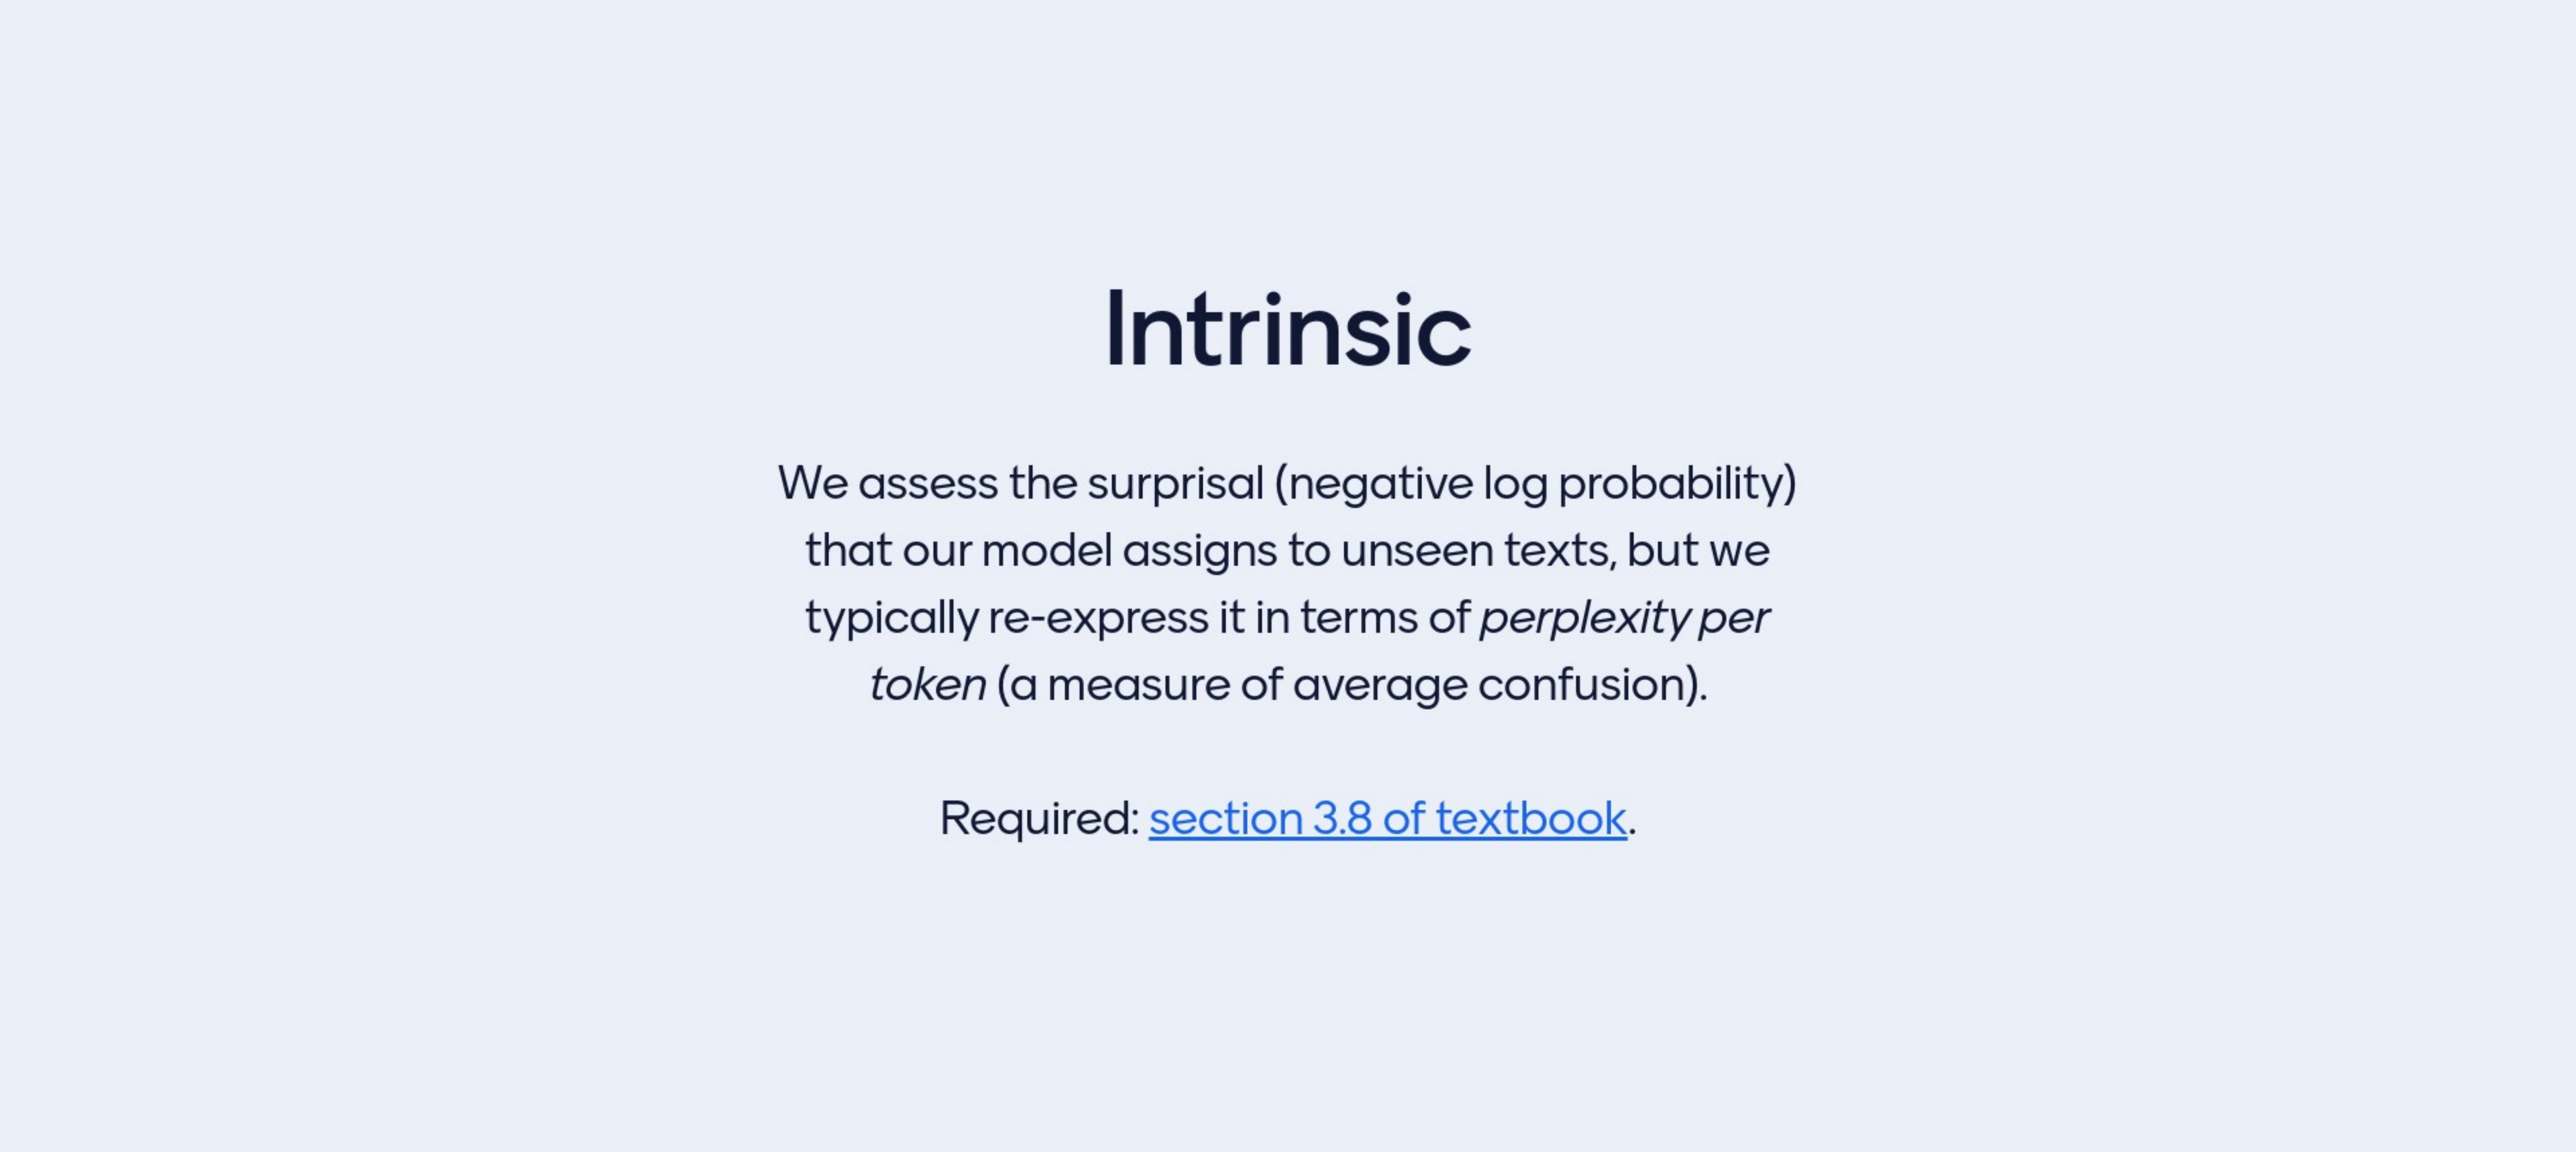 Intrinsic
We assess the surprisal (negative log probability)
that our model assigns to unseen texts, but we
typically re-express it in terms of perplexity per
token (a measure of average confusion).
Required: section 3.8 of textbook.